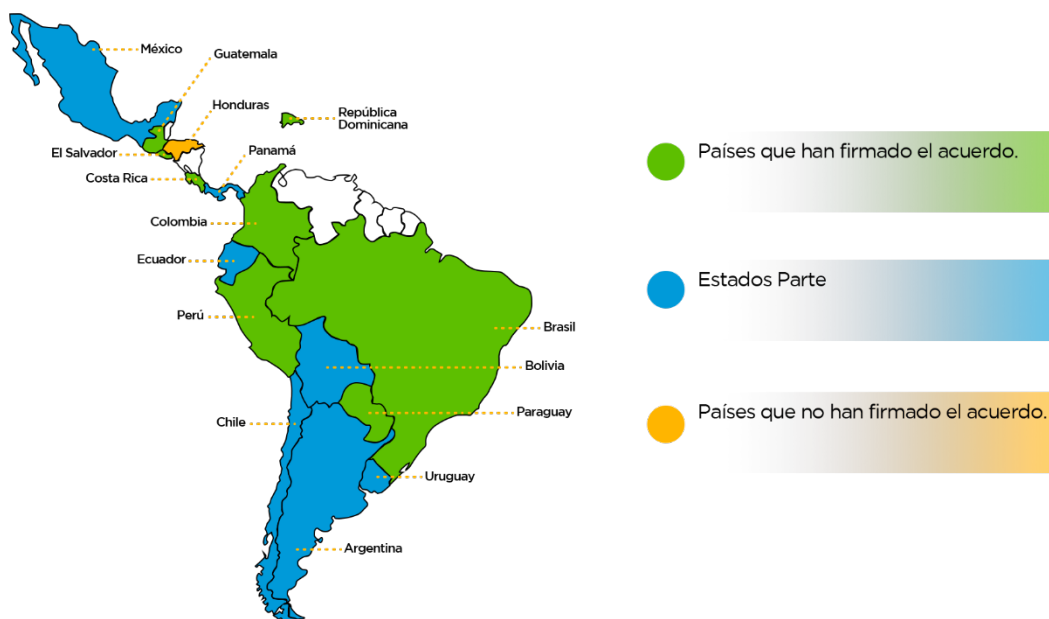 México
Guatemala
Honduras
República
Dominicana
El Salvador
Panamá
Costa Rica
Colombia
Ecuador
Perú
Brasil
Bolivia
Paraguay
Chile
Uruguay
Argentina
Países que han firmado el acuerdo.
Estados Parte
Países que no han firmado el acuerdo.